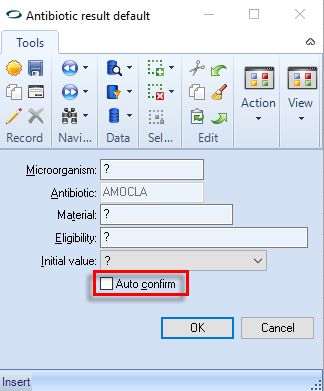 Antibiotic result default
Tools
Record
Navi...
Data
Sel...
Edit
Action
View
Microorganism: ?
Antibiotic: AMOCLA
Material: ?
Eligibility: ?
Initial value: ?
Auto confirm
OK Cancel
Insert